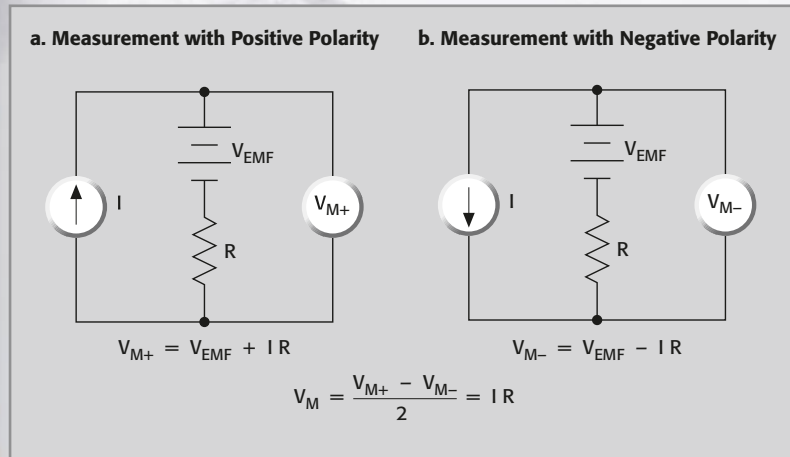 a. Measurement with Positive Polarity
b. Measurement with Negative Polarity
V_EMF
I
V_M+
R
V_M+ = V_EMF + I R
V_EMF
I
V_M–
R
V_M– = V_EMF – I R
V_M = (V_M+ – V_M–) / 2 = I R